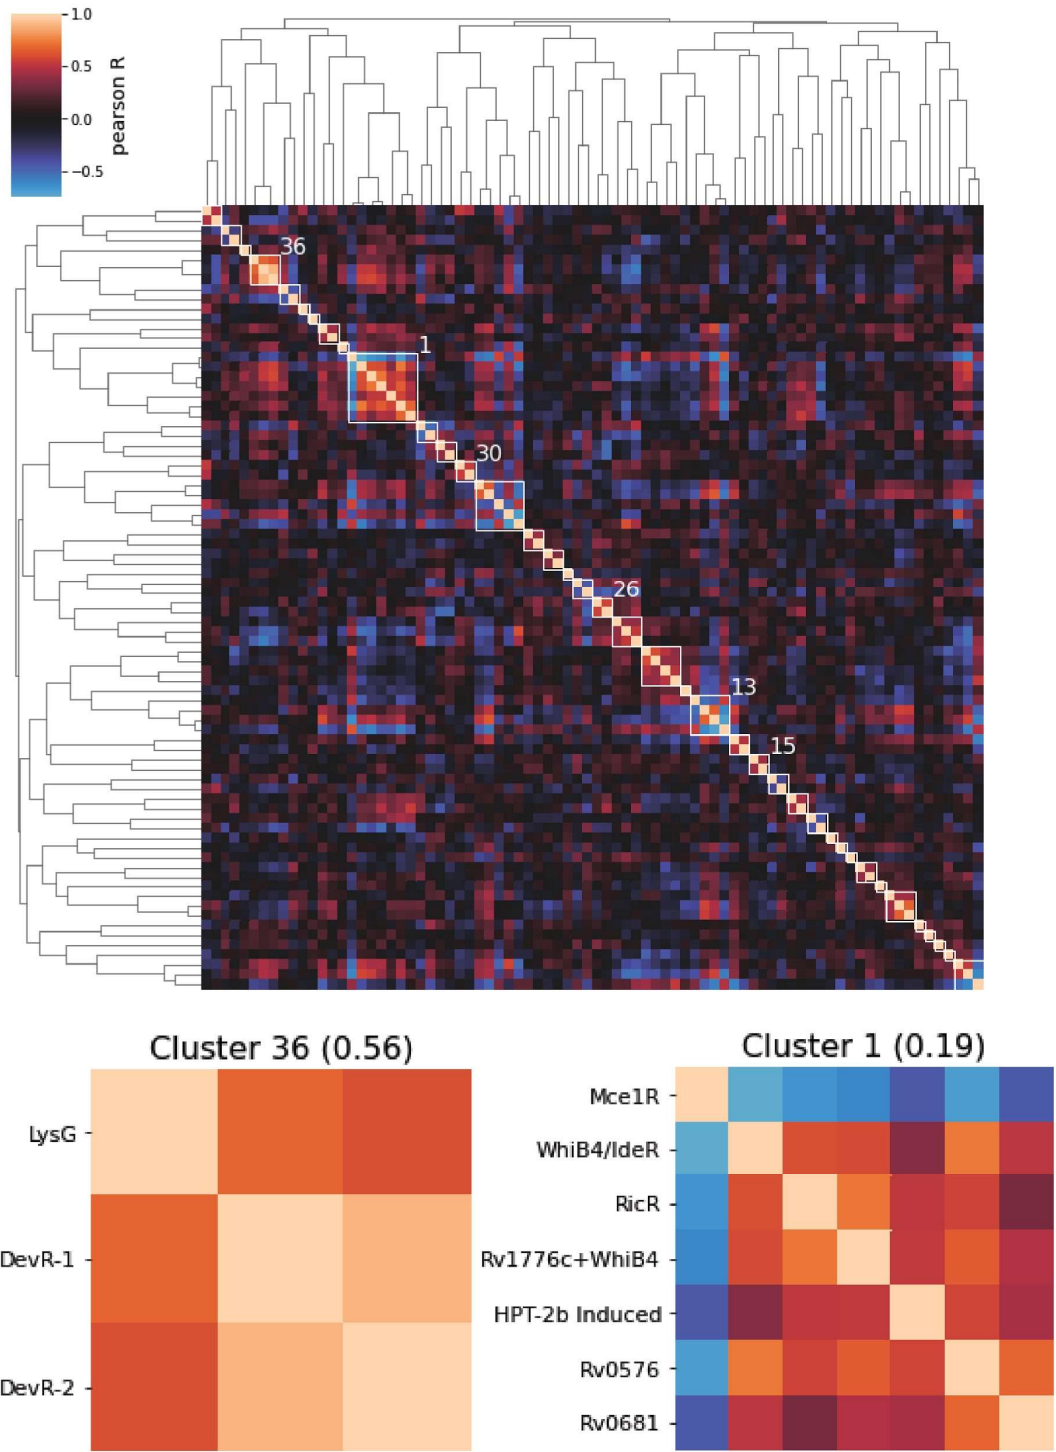 1.0
0.5
0.0
−0.5
pearson R
36
1
30
26
13
15
Cluster 36 (0.56)
LysG
DevR-1
DevR-2
Cluster 1 (0.19)
Mce1R
WhiB4/IdeR
RicR
Rv1776c+WhiB4
HPT-2b Induced
Rv0576
Rv0681